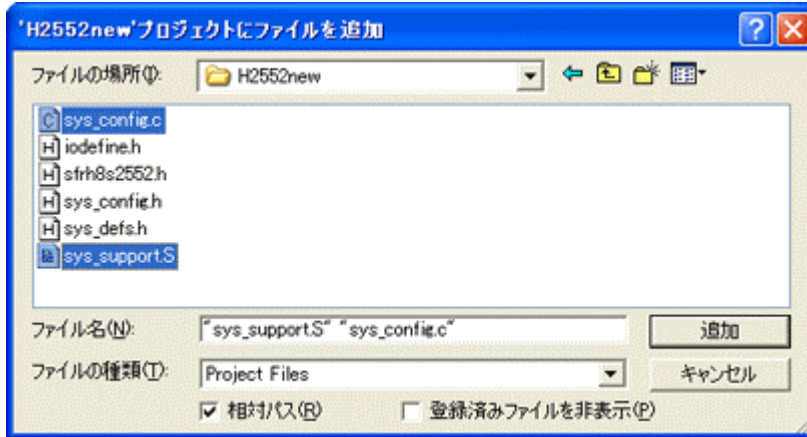 'H2552new'プロジェクトにファイルを追加
ファイルの場所(I):
H2552new
sys_config.c
iodefine.h
sfrh8s2552.h
sys_config.h
sys_defs.h
sys_support.S
ファイル名(N):
"sys_support.S" "sys_config.c"
追加
ファイルの種類(T):
Project Files
キャンセル
相対パス(R)
登録済みファイルを非表示(P)